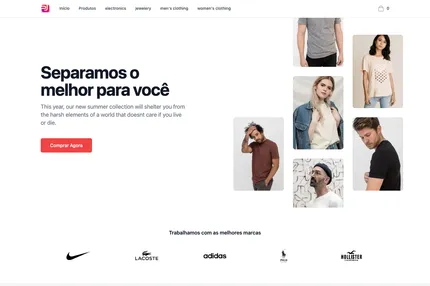 Início Produtos electronics jewelery men's clothing women's clothing 0
Separamos o
melhor para você
This year, our new summer collection will shelter you from
the harsh elements of a world that doesnt care if you live
or die.
Comprar Agora
Trabalhamos com as melhores marcas
LACOSTE
adidas
HOLLISTER